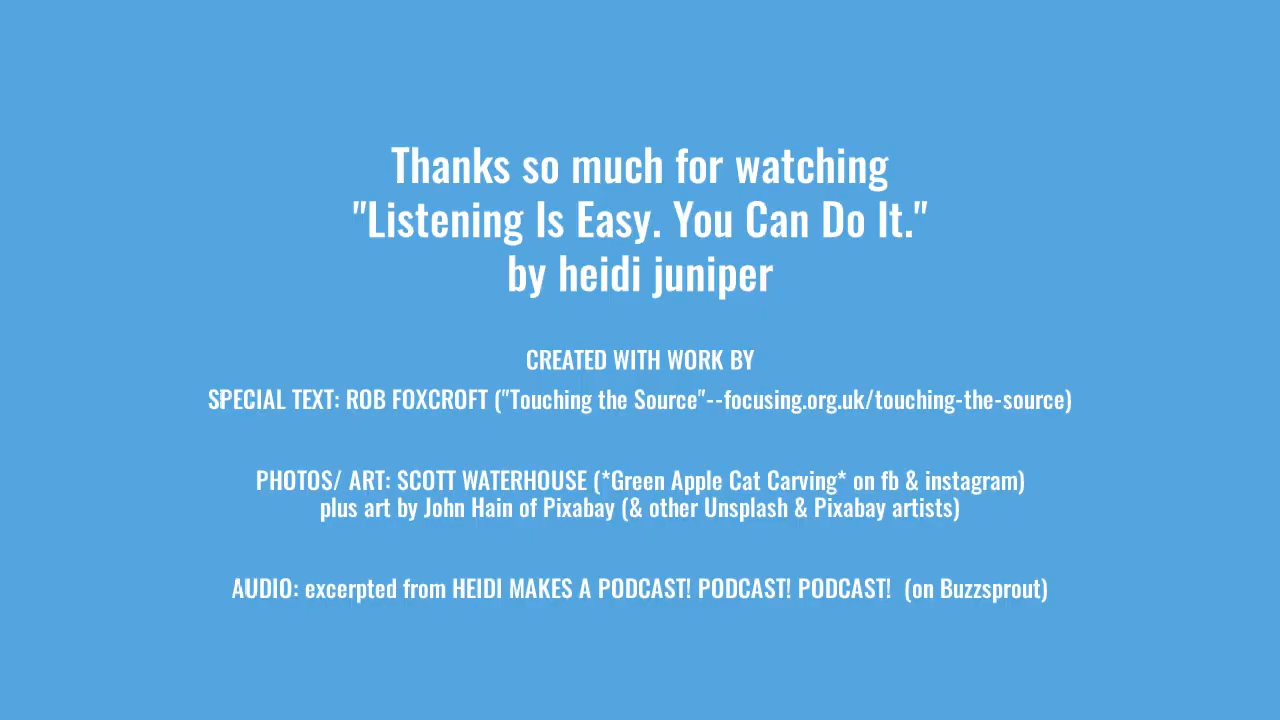 Thanks so much for watching
"Listening Is Easy. You Can Do It."
by heidi juniper
CREATED WITH WORK BY
SPECIAL TEXT: ROB FOXCROFT ("Touching the Source"--focusing.org.uk/touching-the-source)
PHOTOS/ ART: SCOTT WATERHOUSE (*Green Apple Cat Carving* on fb & instagram)
plus art by John Hain of Pixabay (& other Unsplash & Pixabay artists)
AUDIO: excerpted from HEIDI MAKES A PODCAST! PODCAST! PODCAST!  (on Buzzsprout)